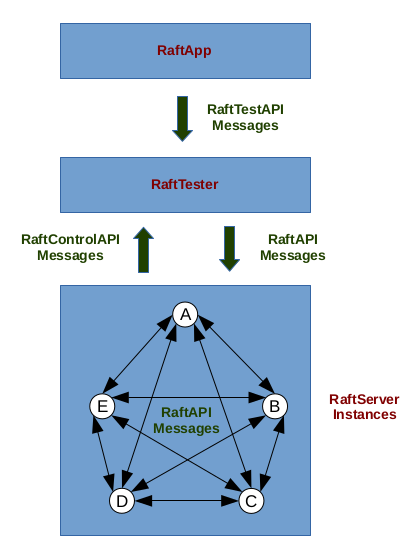 RaftApp
RaftTestAPI
Messages
RaftTester
RaftControlAPI
Messages
RaftAPI
Messages
A
E
B
RaftAPI
Messages
D
C
RaftServer
Instances